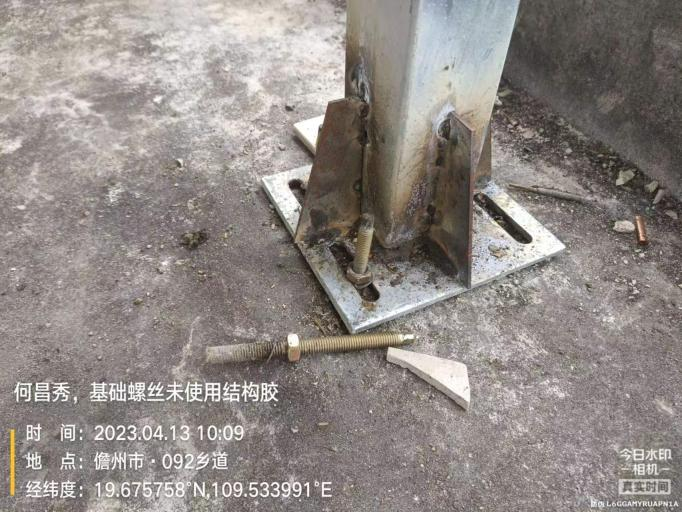 何昌秀，基础螺丝未使用结构胶
时　间：2023.04.13 10:09
地　点：儋州市·092乡道
经纬度：19.675758°N,109.533991°E
今日水印
相机
真实时间
L6GGAMYRUAPN1A